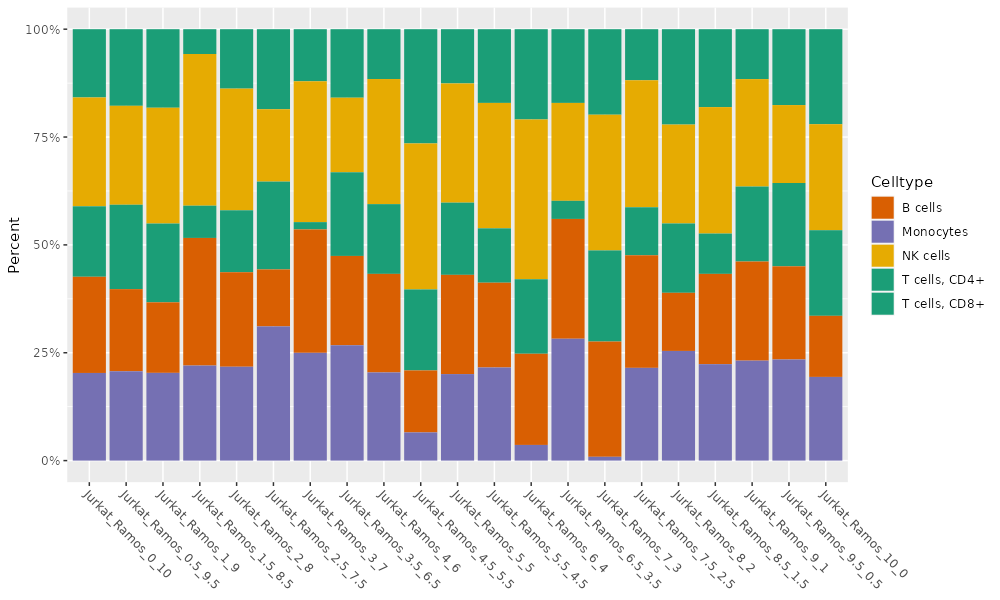 100%
75%
50%
25%
0%
Percent
Celltype
B cells
Monocytes
NK cells
T cells, CD4+
T cells, CD8+
Jurkat_Ramos_0_10
Jurkat_Ramos_0.5_9.5
Jurkat_Ramos_1_9
Jurkat_Ramos_1.5_8.5
Jurkat_Ramos_2_8
Jurkat_Ramos_2.5_7.5
Jurkat_Ramos_3_7
Jurkat_Ramos_3.5_6.5
Jurkat_Ramos_4_6
Jurkat_Ramos_4.5_5.5
Jurkat_Ramos_5_5
Jurkat_Ramos_5.5_4.5
Jurkat_Ramos_6_4
Jurkat_Ramos_6.5_3.5
Jurkat_Ramos_7_3
Jurkat_Ramos_7.5_2.5
Jurkat_Ramos_8_2
Jurkat_Ramos_8.5_1.5
Jurkat_Ramos_9_1
Jurkat_Ramos_9.5_0.5
Jurkat_Ramos_10_0